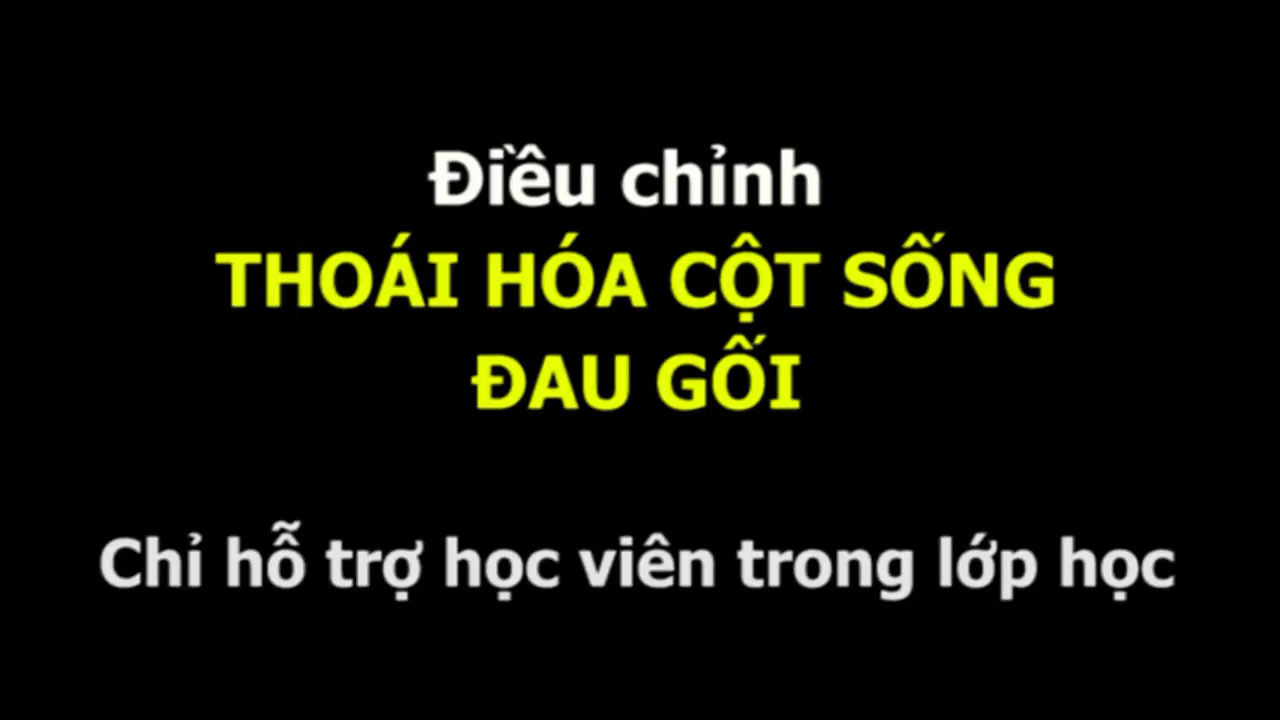 Điều chỉnh
THOÁI HÓA CỘT SỐNG
ĐAU GỐI
Chỉ hỗ trợ học viên trong lớp học